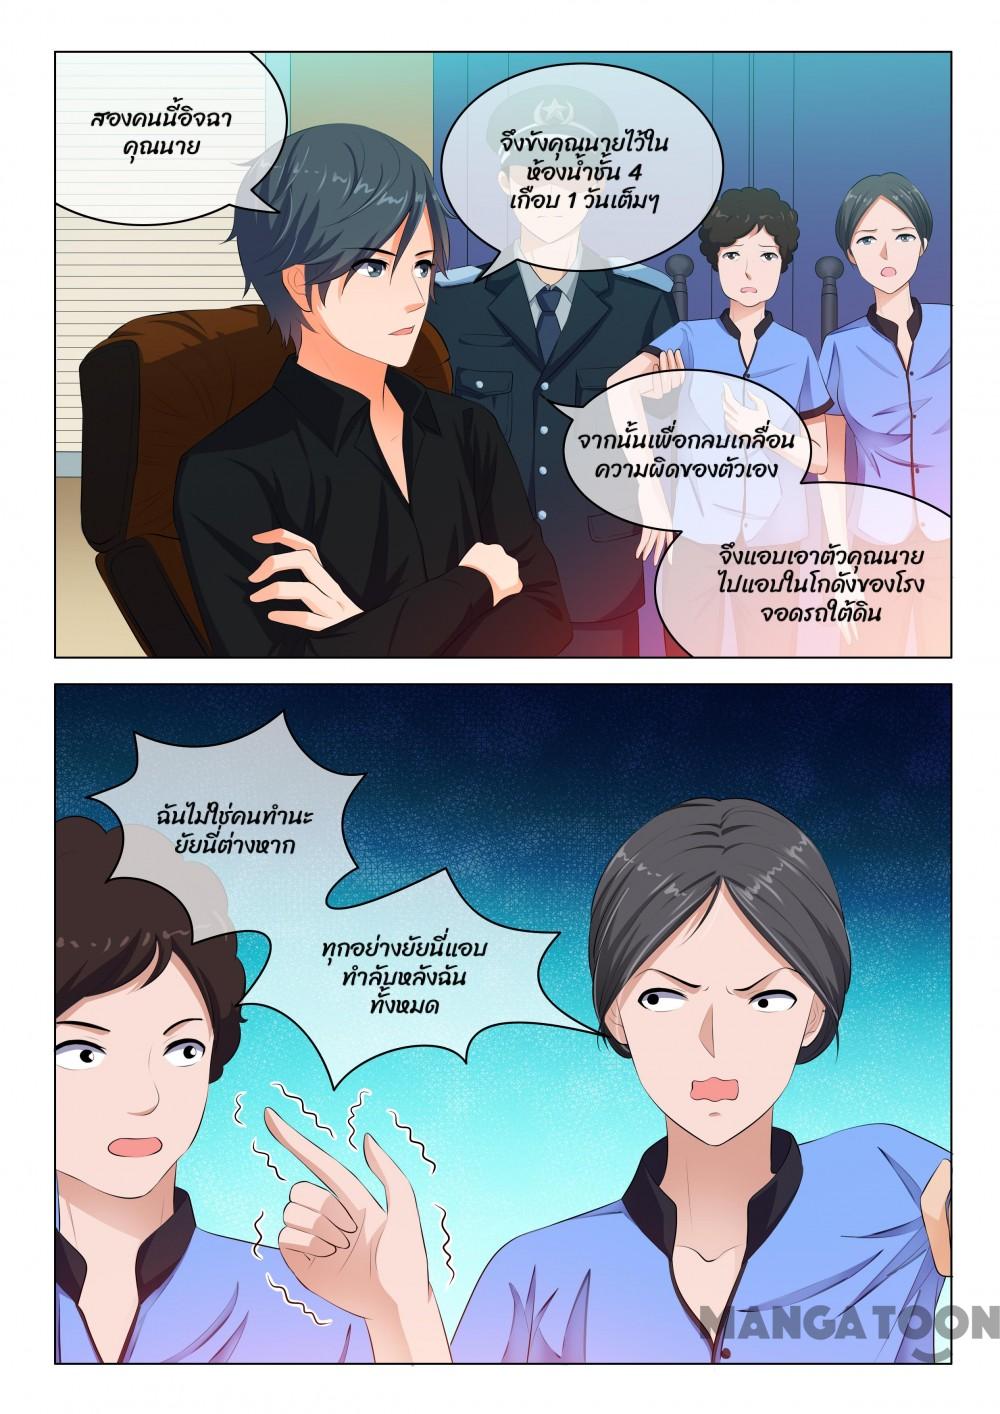 สองคนนี้อิจฉา
คุณนาย
จึงขังคุณนายไว้ใน
ห้องน้ำชั้น 4
เกือบ 1 วันเต็มๆ
จากนั้นเพื่อกลบเกลื่อน
ความผิดของตัวเอง
จึงแอบเอาตัวคุณนาย
ไปแอบในโกดังของโรง
จอดรถใต้ดิน
ฉันไม่ใช่คนทำนะ
ยัยนี่ต่างหาก
ทุกอย่างยัยนี่แอบ
ทำลับหลังฉัน
ทั้งหมด
MANGATOON